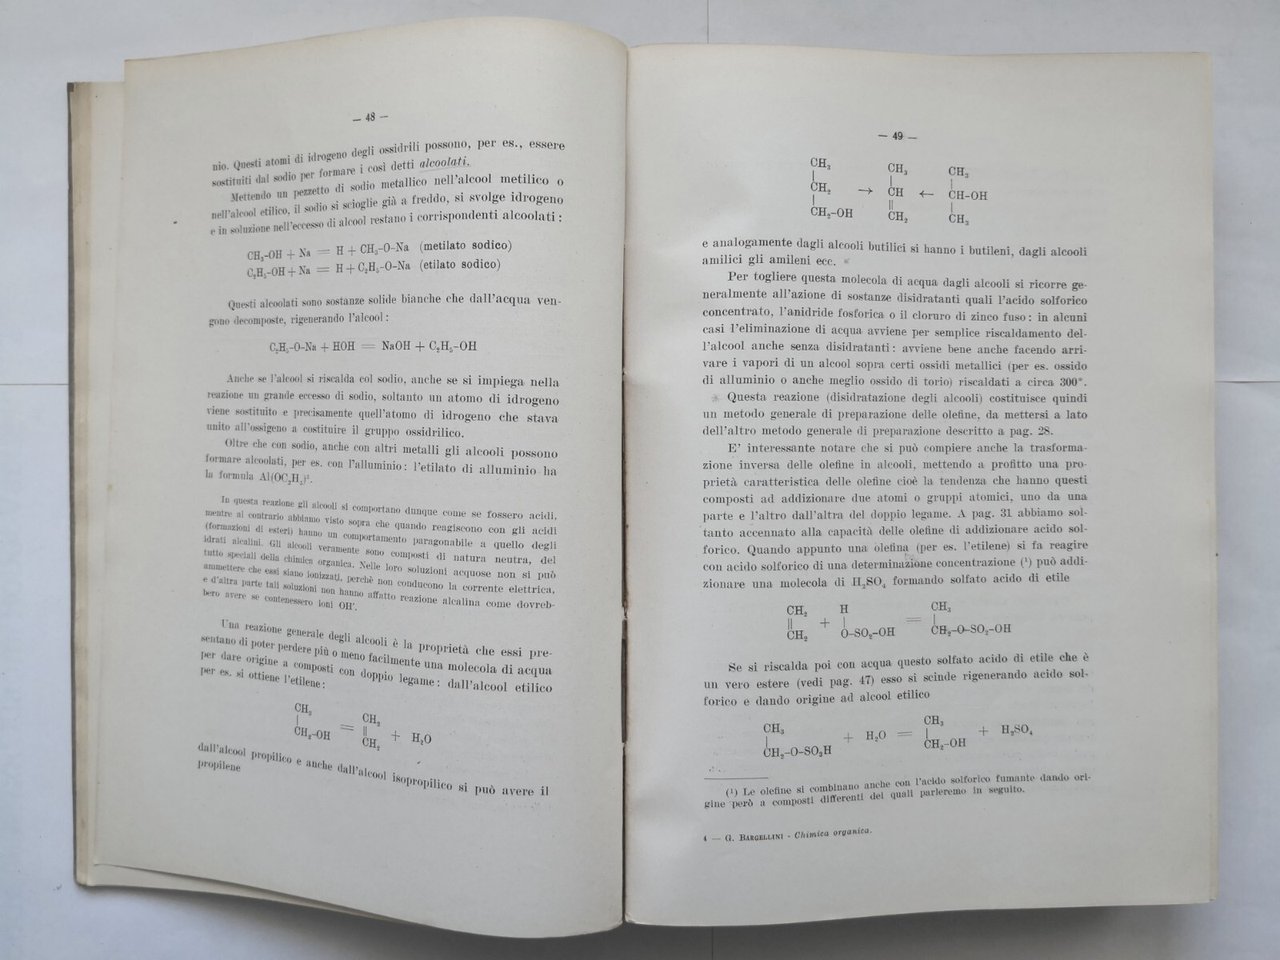 — 48 —
nio. Questi atomi di idrogeno degli ossidrili possono, per es., essere
sostituiti dal sodio per formare i così detti alcoolati.
Mettendo un pezzetto di sodio metallico nell'alcool metilico o
nell'alcool etilico, il sodio si scioglie già a freddo, si svolge idrogeno
e in soluzione nell'eccesso di alcool restano i corrispondenti alcoolati :
CH₃-OH + Na = H + CH₃-O-Na (metilato sodico)
C₂H₅-OH + Na = H + C₂H₅-O-Na (etilato sodico)
Questi alcoolati sono sostanze solide bianche che dall'acqua ven-
gono decomposte, rigenerando l'alcool :
C₂H₅-O-Na + HOH = NaOH + C₂H₅-OH
Anche se l'alcool si riscalda col sodio, anche se si impiega nella
reazione un grande eccesso di sodio, soltanto un atomo di idrogeno
viene sostituito e precisamente quell'atomo di idrogeno che stava
unito all'ossigeno a costituire il gruppo ossidrilico.
Oltre che con sodio, anche con altri metalli gli alcooli possono
formare alcoolati, per es. con l'alluminio : l'etilato di alluminio ha
la formula
In questa reazione gli alcooli si comportano dunque come se fossero acidi,
mentre al contrario abbiamo visto sopra che quando reagiscono con gli acidi
(formazioni di esteri) hanno un comportamento paragonabile a quello degli
idrati alcalini. Gli alcooli veramente sono composti di natura neutra, del
tutto speciali della chimica organica. Nelle loro soluzioni acquose non si può
ammettere che essi siano ionizzati, perchè non conducono la corrente elettrica,
e d'altra parte tali soluzioni non hanno affatto reazione alcalina come dovreb-
bero avere se contenessero ioni OH'.
Una reazione generale degli alcooli è la proprietà che essi pre-
sentano di poter perdere più o meno facilmente una molecola di acqua
per dare origine a composti con doppio legame : dall'alcool etilico
per es. si ottiene l'etilene :
CH₃ CH₂
| = || + H₂O
CH₂-OH CH₂
dall'alcool propilico e anche dall'alcool isopropilico si può avere il
propilene
— 49 —
CH₃ CH₃ CH₃
| | |
CH₂ → CH ← CH-OH
| || |
CH₂-OH CH₂ CH₃
e analogamente dagli alcooli butilici si hanno i butileni, dagli alcooli
amilici gli amileni ecc.
Per togliere questa molecola di acqua dagli alcooli si ricorre ge-
neralmente all'azione di sostanze disidratanti quali l'acido solforico
concentrato, l'anidride fosforica o il cloruro di zinco fuso : in alcuni
casi l'eliminazione di acqua avviene per semplice riscaldamento del-
l'alcool anche senza disidratanti : avviene bene anche facendo arri-
vare i vapori di un alcool sopra certi ossidi metallici (per es. ossido
di alluminio o anche meglio ossido di torio) riscaldati a circa 300°.
Questa reazione (disidratazione degli alcooli) costituisce quindi
un metodo generale di preparazione delle olefine, da mettersi a lato
dell'altro metodo generale di preparazione descritto a pag. 28.
E' interessante notare che si può compiere anche la trasforma-
zione inversa delle olefine in alcooli, mettendo a profitto una pro-
prietà caratteristica delle olefine cioè la tendenza che hanno questi
composti ad addizionare due atomi o gruppi atomici, uno da una
parte e l'altro dall'altra del doppio legame. A pag. 31 abbiamo sol-
tanto accennato alla capacità delle olefine di addizionare acido sol-
forico. Quando appunto una olefina (per es. l'etilene) si fa reagire
con acido solforico di una determinazione concentrazione (¹) può addi-
zionare una molecola di H₂SO₄ formando solfato acido di etile
CH₂ H CH₃
|| + | = |
CH₂ O-SO₂-OH CH₂-O-SO₂-OH
Se si riscalda poi con acqua questo solfato acido di etile che è
un vero estere (vedi pag. 47) esso si scinde rigenerando acido sol-
forico e dando origine ad alcool etilico
CH₃ CH₃
| + H₂O = | + H₂SO₄
CH₂-O-SO₃H CH₂-OH
(¹) Le olefine si combinano anche con l'acido solforico fumante dando ori-
gine però a composti differenti dei quali parleremo in seguito.
4 — G. BARGELLINI - Chimica organica.